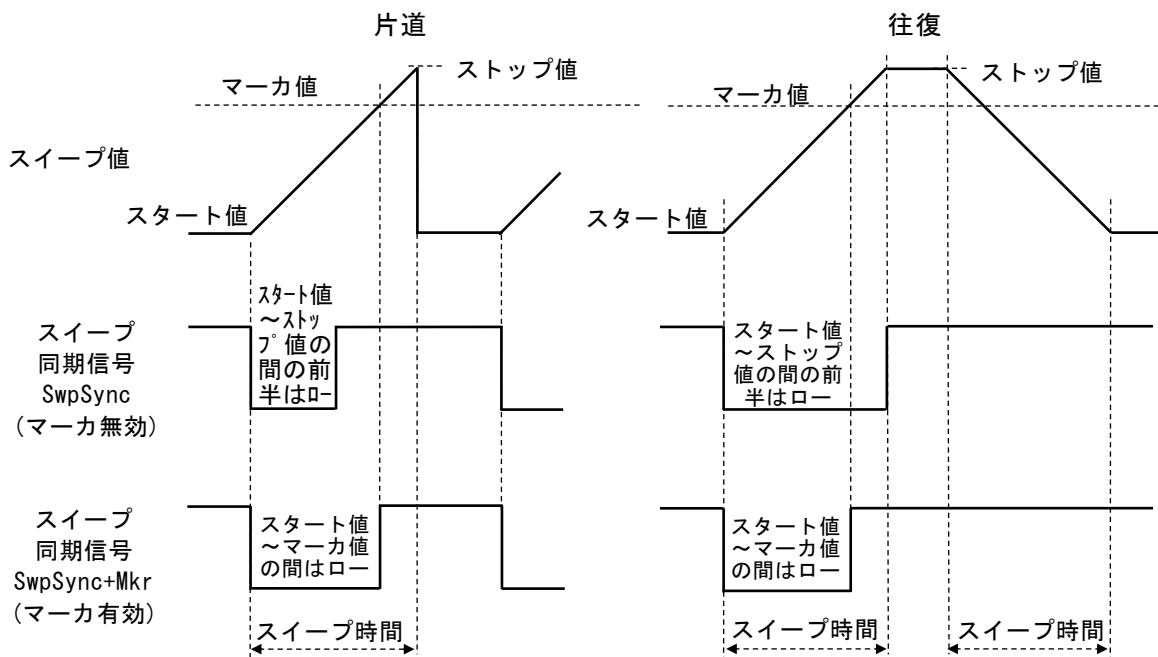 片道
往復
マーカ値
ストップ値
マーカ値
ストップ値
スイープ値
スタート値
スタート値
スイープ
同期信号
SwpSync
(マーカ無効)
ｽﾀｰﾄ値
～ｽﾄｯ
ﾌﾟ値の
間の前
半はﾛｰ
スタート値
～ストップ
値の間の前
半はロー
スイープ
同期信号
SwpSync+Mkr
(マーカ有効)
スタート値
～マーカ値
の間はロー
スタート値
～マーカ値
の間はロー
スイープ時間
スイープ時間
スイープ時間